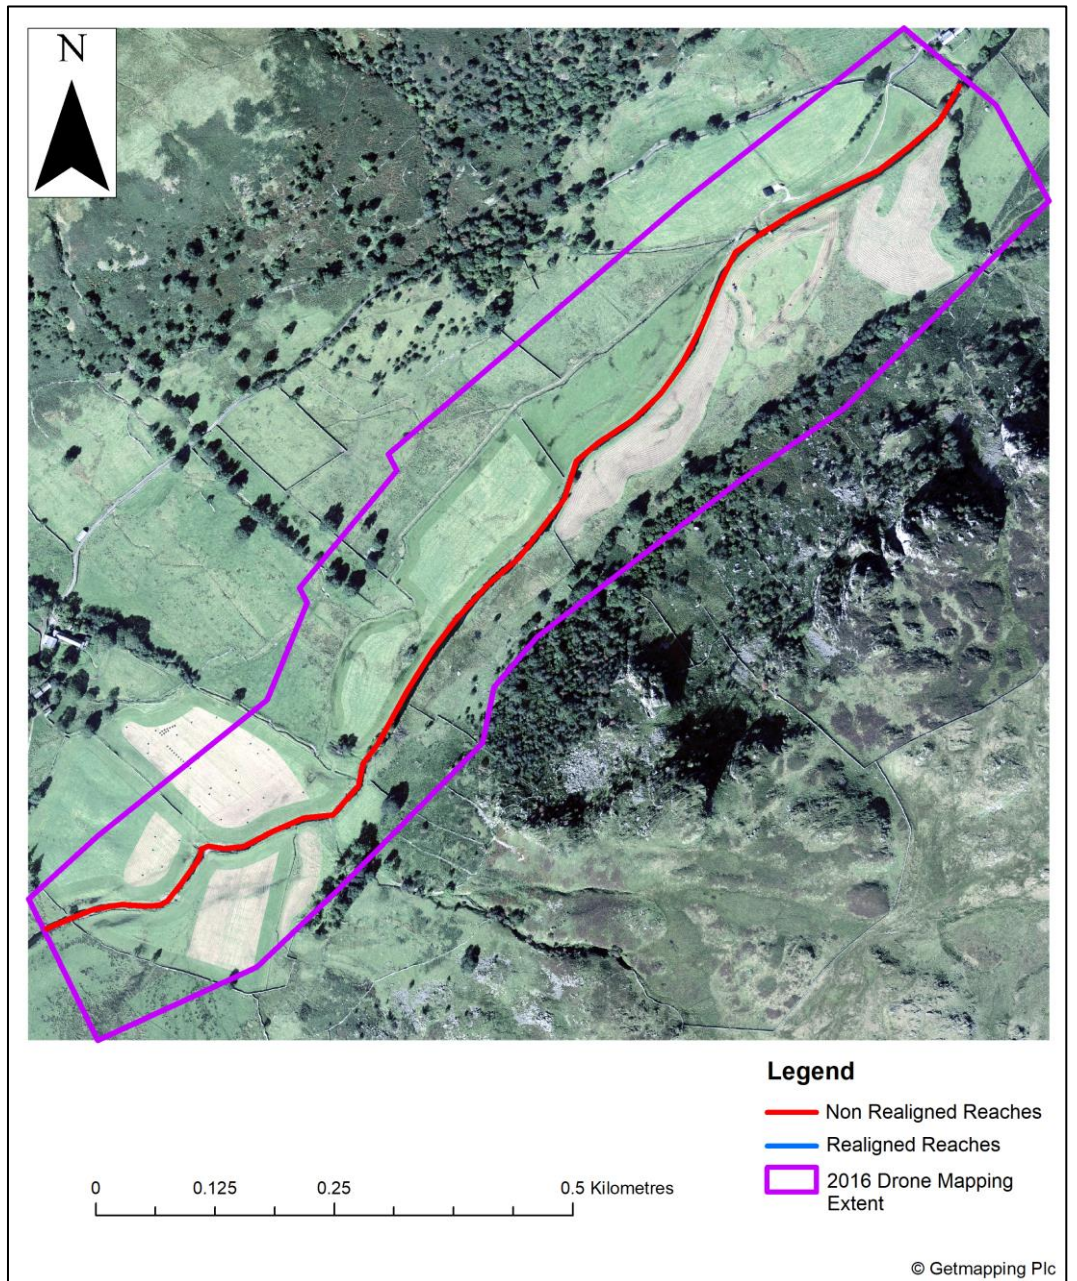 N
Legend
Non Realigned Reaches
Realigned Reaches
2016 Drone Mapping
Extent
0 0.125 0.25 0.5 Kilometres
© Getmapping Plc